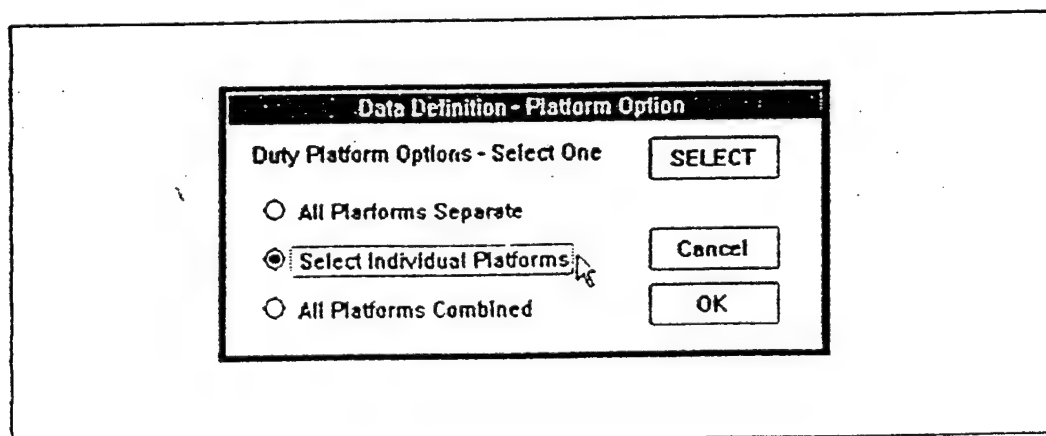 Data Definition - Platform Option
Duty Platform Options - Select One
SELECT
All Platforms Separate
Select Individual Platforms
Cancel
All Platforms Combined
OK